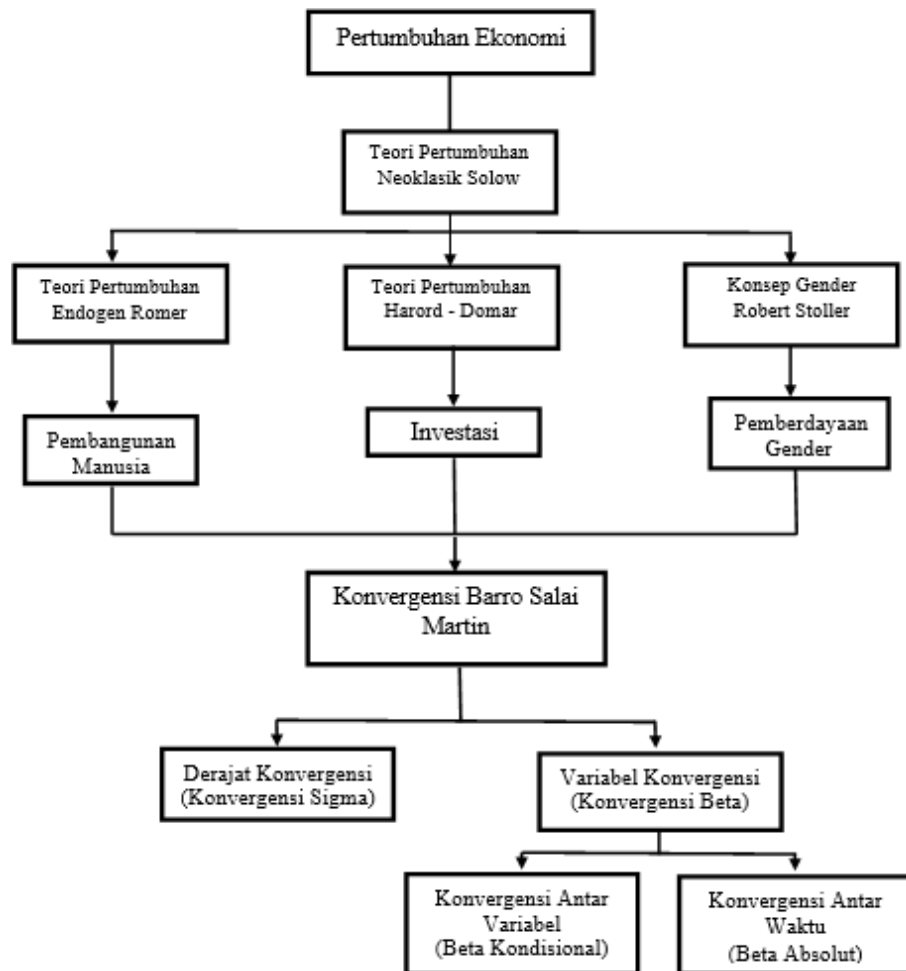 Pertumbuhan Ekonomi
Teori Pertumbuhan
Neoklasik Solow
Teori Pertumbuhan
Endogen Romer
Teori Pertumbuhan
Harord - Domar
Konsep Gender
Robert Stoller
Pembangunan
Manusia
Investasi
Pemberdayaan
Gender
Konvergensi Barro Salai
Martin
Derajat Konvergensi
(Konvergensi Sigma)
Variabel Konvergensi
(Konvergensi Beta)
Konvergensi Antar
Variabel
(Beta Kondisional)
Konvergensi Antar
Waktu
(Beta Absolut)